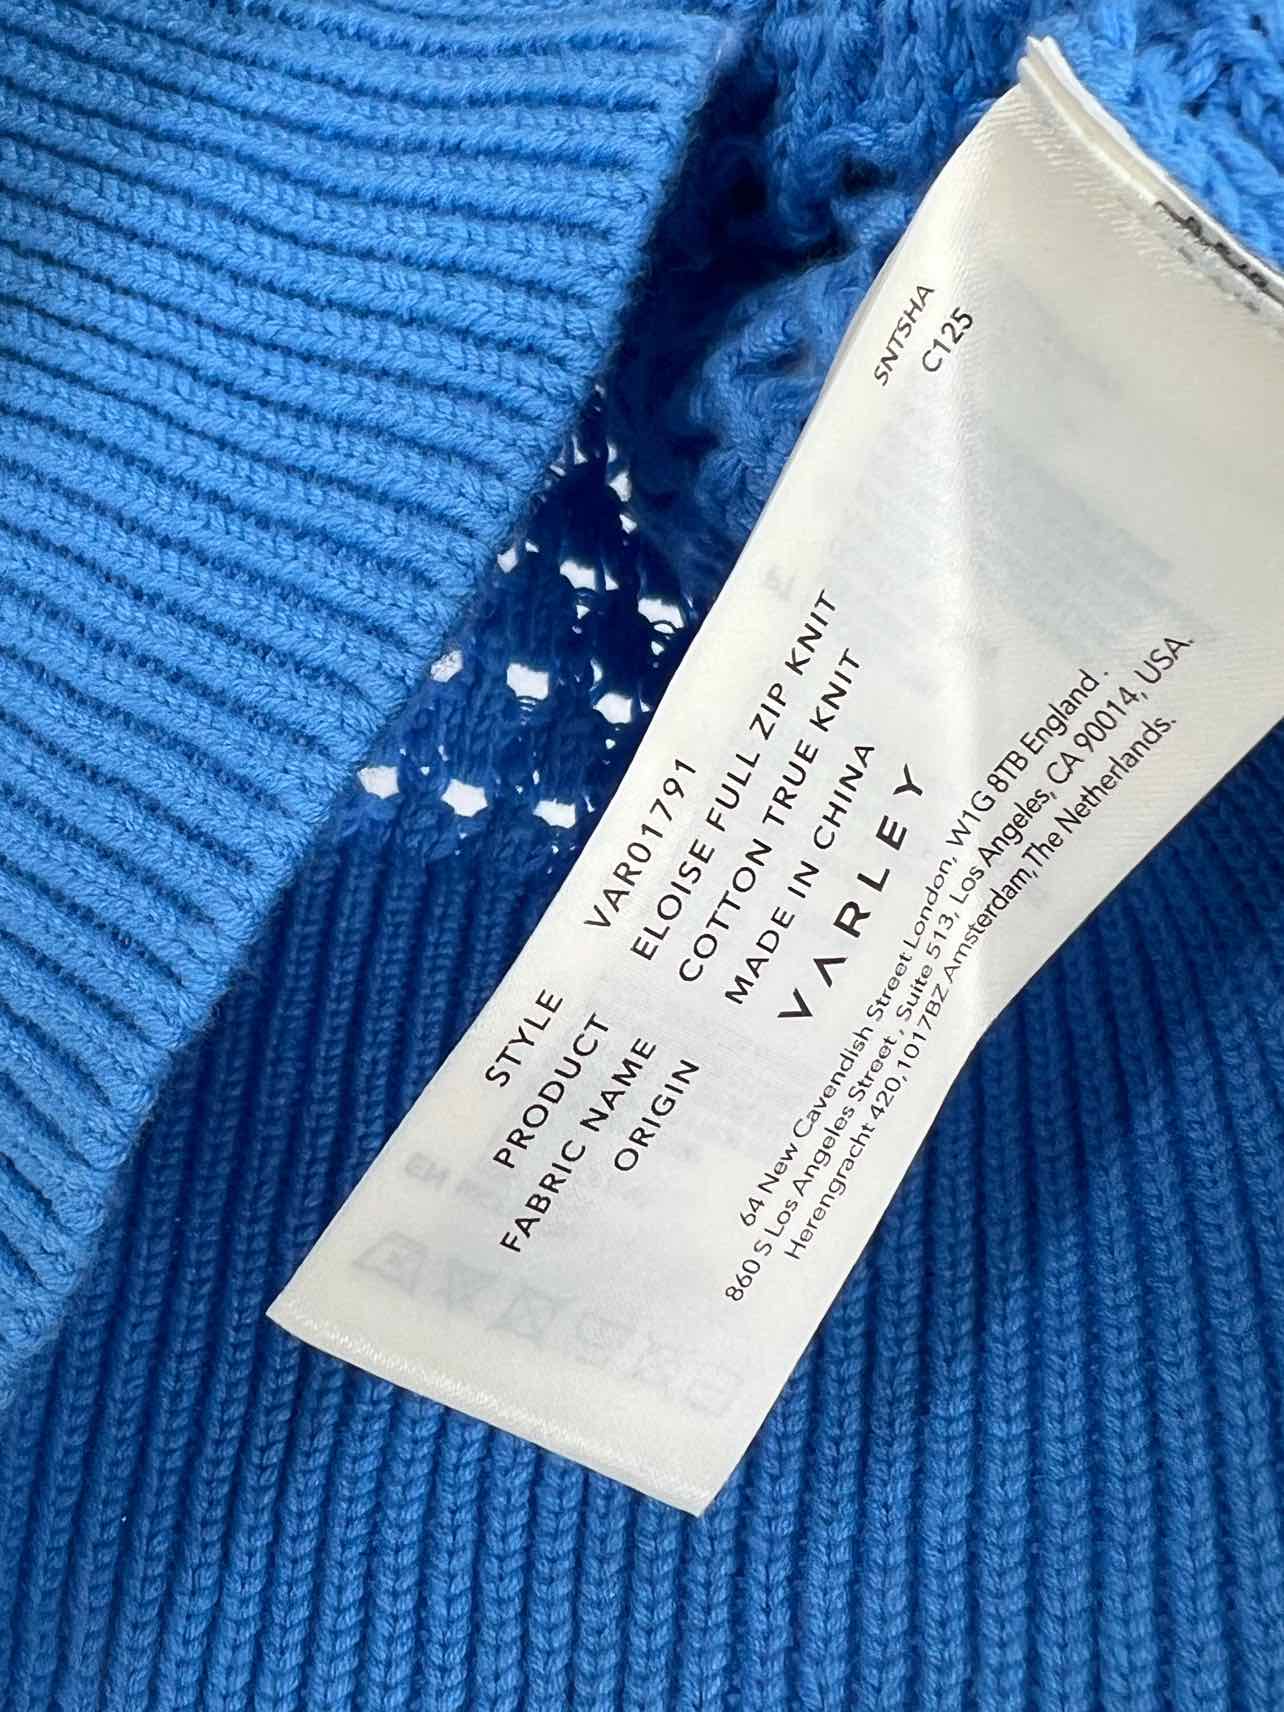 SNTSHA
C125
STYLE VAR01791
PRODUCT ELOISE FULL ZIP KNIT
FABRIC NAME COTTON TRUE KNIT
ORIGIN MADE IN CHINA
VARLEY
64 New Cavendish Street London, W1G 8TB England .
860 S Los Angeles Street , Suite 513, Los Angeles, CA 90014, USA.
Herengracht 420,1017BZ Amsterdam,The Netherlands.